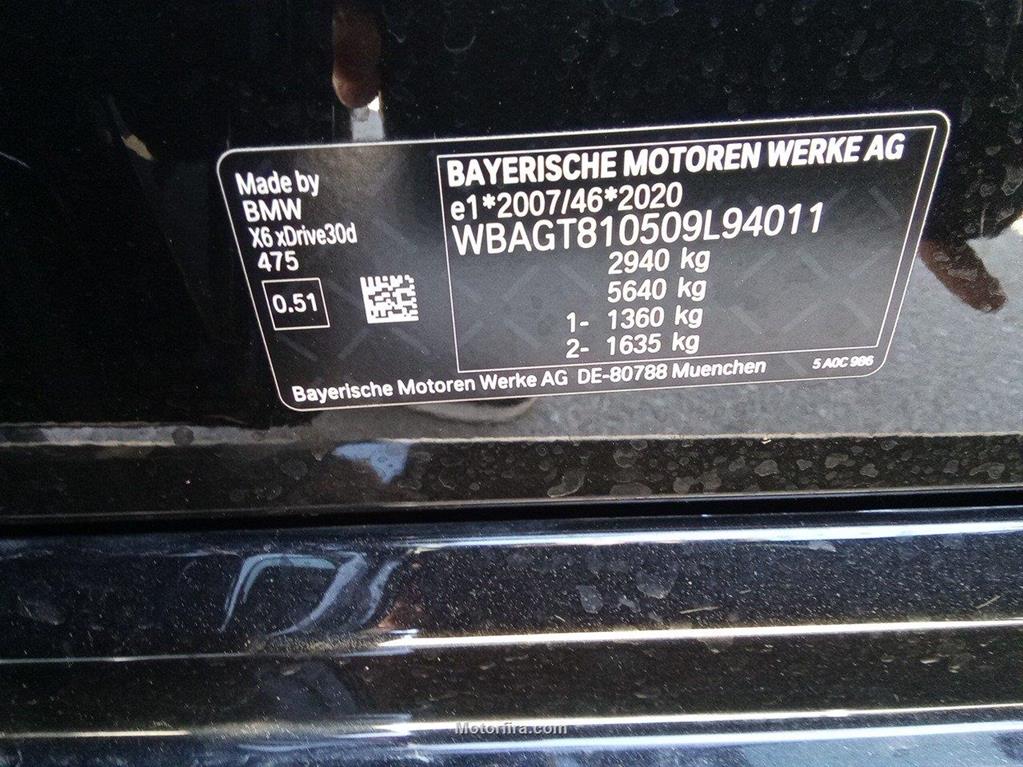 Made by
BMW
X6 xDrive30d
475
0.51
BAYERISCHE MOTOREN WERKE AG
e1*2007/46*2020
WBAGT810509L94011
2940 kg
5640 kg
1- 1360 kg
2- 1635 kg
Bayerische Motoren Werke AG DE-80788 Muenchen
5 A0C 986
Motorfira.com